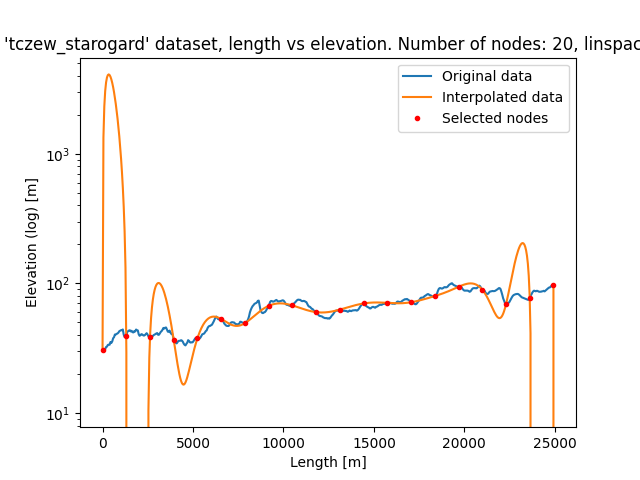 'tczew_starogard' dataset, length vs elevation. Number of nodes: 20, linspac
Original data
Interpolated data
Selected nodes
Elevation (log) [m]
10³
10²
10¹
0 5000 10000 15000 20000 25000
Length [m]